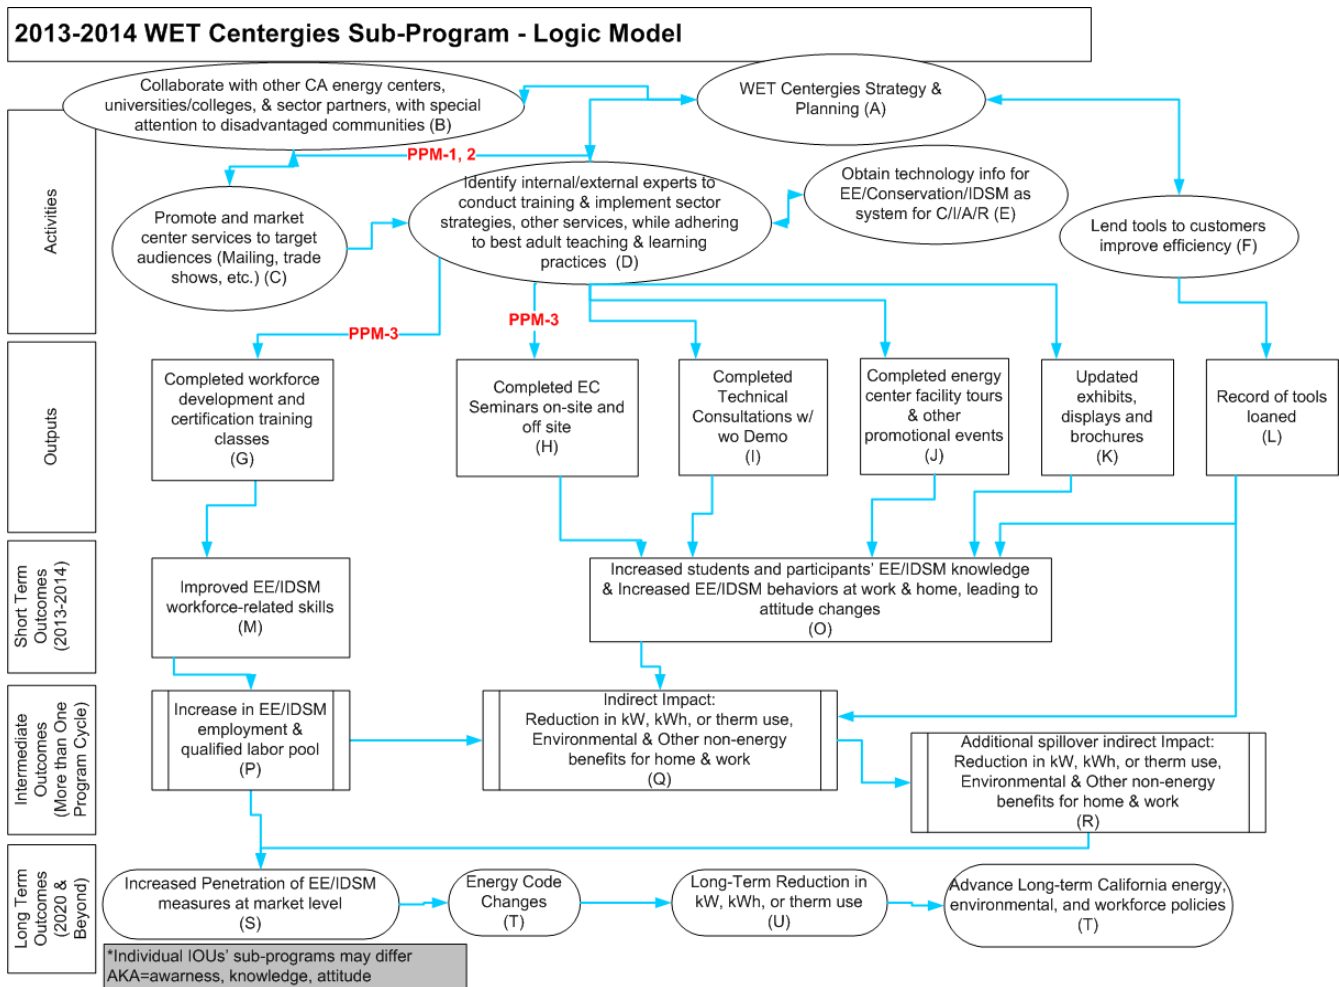 2013-2014 WET Centergies Sub-Program - Logic Model
Activities
Collaborate with other CA energy centers,
universities/colleges, & sector partners, with special
attention to disadvantaged communities (B)
WET Centergies Strategy &
Planning (A)
PPM-1, 2
Promote and market
center services to target
audiences (Mailing, trade
shows, etc.) (C)
Identify internal/external experts to
conduct training & implement sector
strategies, other services, while adhering
to best adult teaching & learning
practices (D)
Obtain technology info for
EE/Conservation/IDSM as
system for C/I/A/R (E)
Lend tools to customers
improve efficiency (F)
PPM-3
PPM-3
Outputs
Completed workforce
development and
certification training
classes
(G)
Completed EC
Seminars on-site and
off site
(H)
Completed
Technical
Consultations w/
wo Demo
(I)
Completed energy
center facility tours
& other
promotional events
(J)
Updated
exhibits,
displays and
brochures
(K)
Record of tools
loaned
(L)
Short Term
Outcomes
(2013-2014)
Improved EE/IDSM
workforce-related skills
(M)
Increased students and participants' EE/IDSM knowledge
& Increased EE/IDSM behaviors at work & home, leading to
attitude changes
(O)
Intermediate
Outcomes
(More than One
Program Cycle)
Increase in EE/IDSM
employment &
qualified labor pool
(P)
Indirect Impact:
Reduction in kW, kWh, or therm use,
Environmental & Other non-energy
benefits for home & work
(Q)
Additional spillover indirect Impact:
Reduction in kW, kWh, or therm use,
Environmental & Other non-energy
benefits for home & work
(R)
Long Term
Outcomes
(2020 &
Beyond)
Increased Penetration of EE/IDSM
measures at market level
(S)
Energy Code
Changes
(T)
Long-Term Reduction in
kW, kWh, or therm use
(U)
Advance Long-term California energy,
environmental, and workforce policies
(T)
*Individual IOUs' sub-programs may differ
AKA=awarness, knowledge, attitude